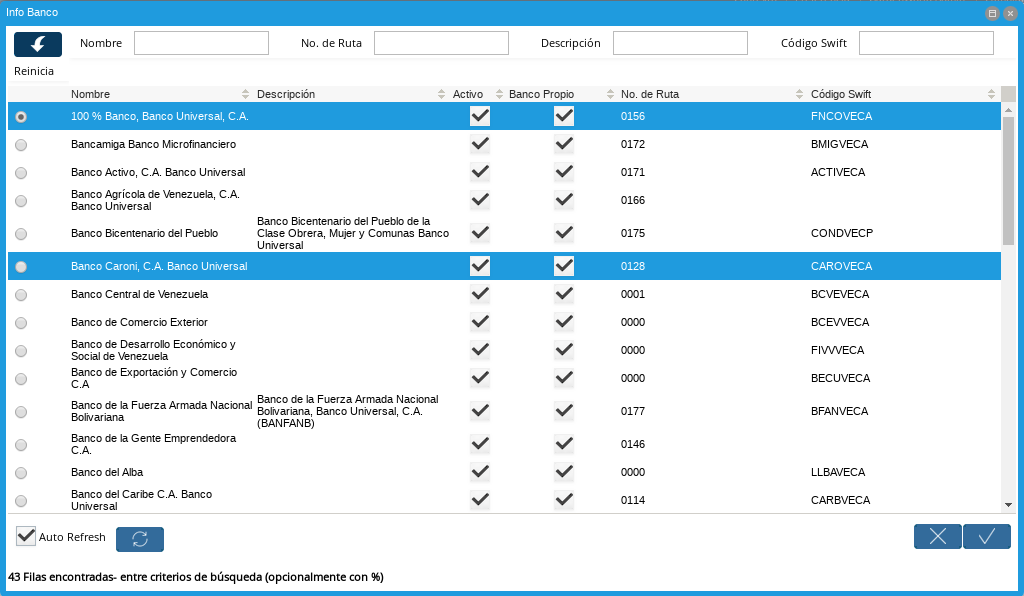 Info Banco
Nombre No. de Ruta Descripción Código Swift
Reinicia
Nombre Descripción Activo Banco Propio No. de Ruta Código Swift
100 % Banco, Banco Universal, C.A. 0156 FNCOVECA
Bancamiga Banco Microfinanciero 0172 BMIGVECA
Banco Activo, C.A. Banco Universal 0171 ACTIVECA
Banco Agrícola de Venezuela, C.A.
Banco Universal
0166
Banco Bicentenario del Pueblo
Banco Bicentenario del Pueblo de la
Clase Obrera, Mujer y Comunas Banco
Universal
0175 CONDVECP
Banco Caroni, C.A. Banco Universal 0128 CAROVECA
Banco Central de Venezuela 0001 BCVEVECA
Banco de Comercio Exterior 0000 BCEVVECA
Banco de Desarrollo Económico y
Social de Venezuela
0000 FIVVVECA
Banco de Exportación y Comercio
C.A
0000 BECUVECA
Banco de la Fuerza Armada Nacional
Bolivariana
Banco de la Fuerza Armada Nacional
Bolivariana, Banco Universal, C.A.
(BANFANB)
0177 BFANVECA
Banco de la Gente Emprendedora
C.A.
0146
Banco del Alba 0000 LLBAVECA
Banco del Caribe C.A. Banco
Universal
0114 CARBVECA
Auto Refresh
43 Filas encontradas- entre criterios de búsqueda (opcionalmente con %)